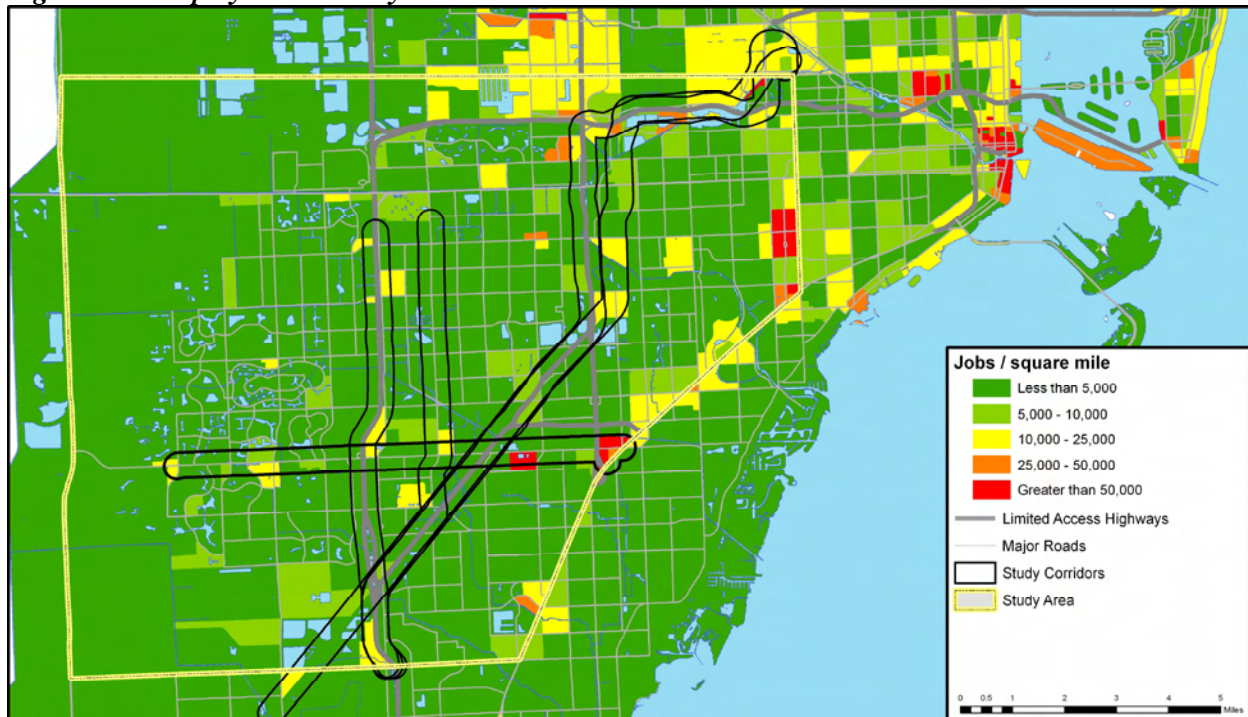 Jobs / square mile
Less than 5,000
5,000 - 10,000
10,000 - 25,000
25,000 - 50,000
Greater than 50,000
Limited Access Highways
Major Roads
Study Corridors
Study Area
0 0.5 1 2 3 4 5
Miles